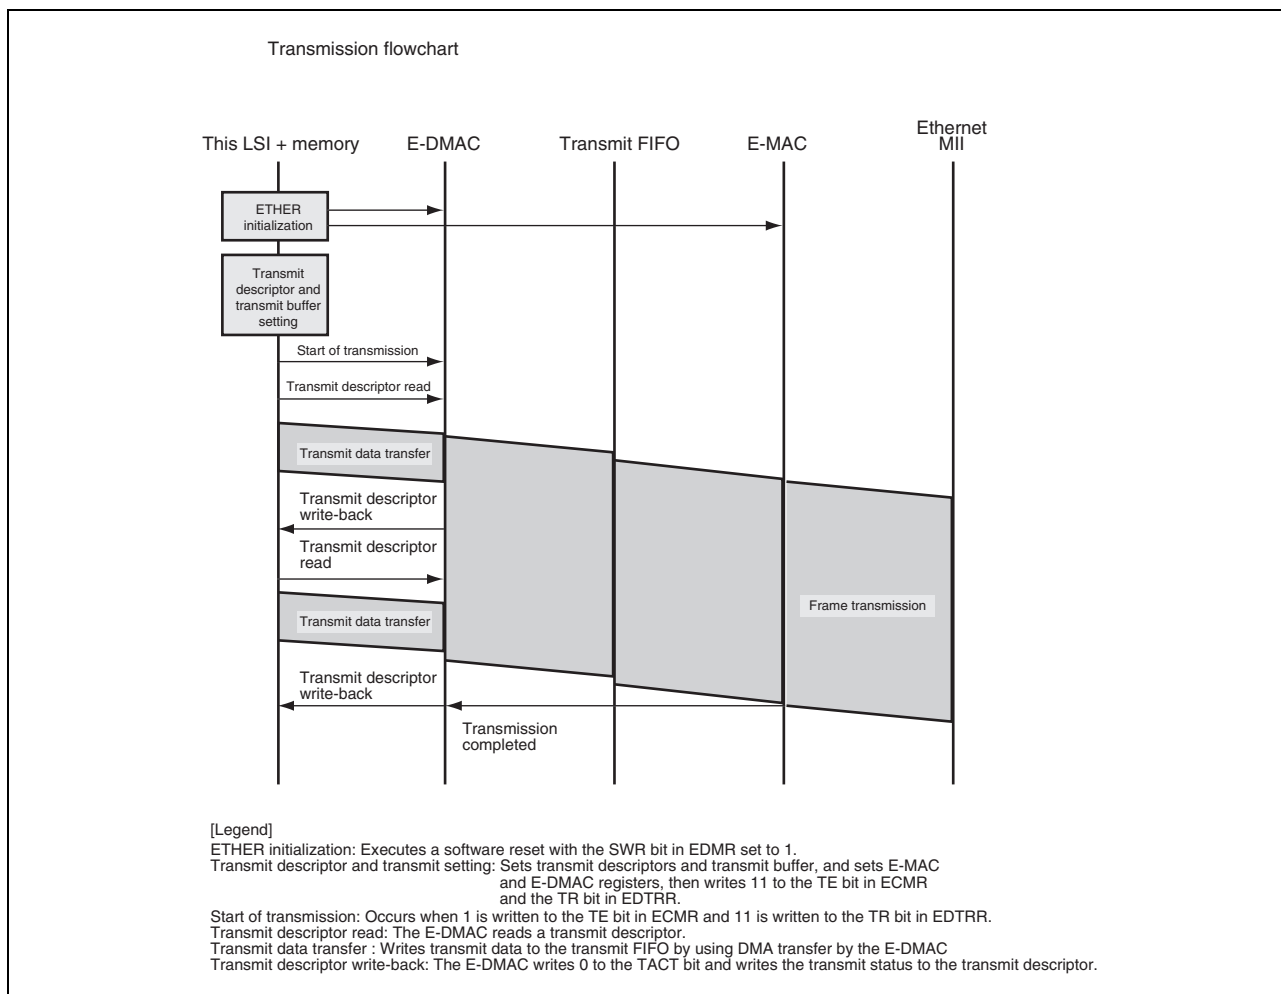 Transmission flowchart
This LSI + memory
E-DMAC
Transmit FIFO
E-MAC
Ethernet
MII
ETHER
initialization
Transmit
descriptor and
transmit buffer
setting
Start of transmission
Transmit descriptor read
Transmit data transfer
Transmit descriptor
write-back
Transmit descriptor
read
Transmit data transfer
Frame transmission
Transmit descriptor
write-back
Transmission
completed
[Legend]
ETHER initialization: Executes a software reset with the SWR bit in EDMR set to 1.
Transmit descriptor and transmit setting: Sets transmit descriptors and transmit buffer, and sets E-MAC
and E-DMAC registers, then writes 11 to the TE bit in ECMR
and the TR bit in EDTRR.
Start of transmission: Occurs when 1 is written to the TE bit in ECMR and 11 is written to the TR bit in EDTRR.
Transmit descriptor read: The E-DMAC reads a transmit descriptor.
Transmit data transfer : Writes transmit data to the transmit FIFO by using DMA transfer by the E-DMAC
Transmit descriptor write-back: The E-DMAC writes 0 to the TACT bit and writes the transmit status to the transmit descriptor.